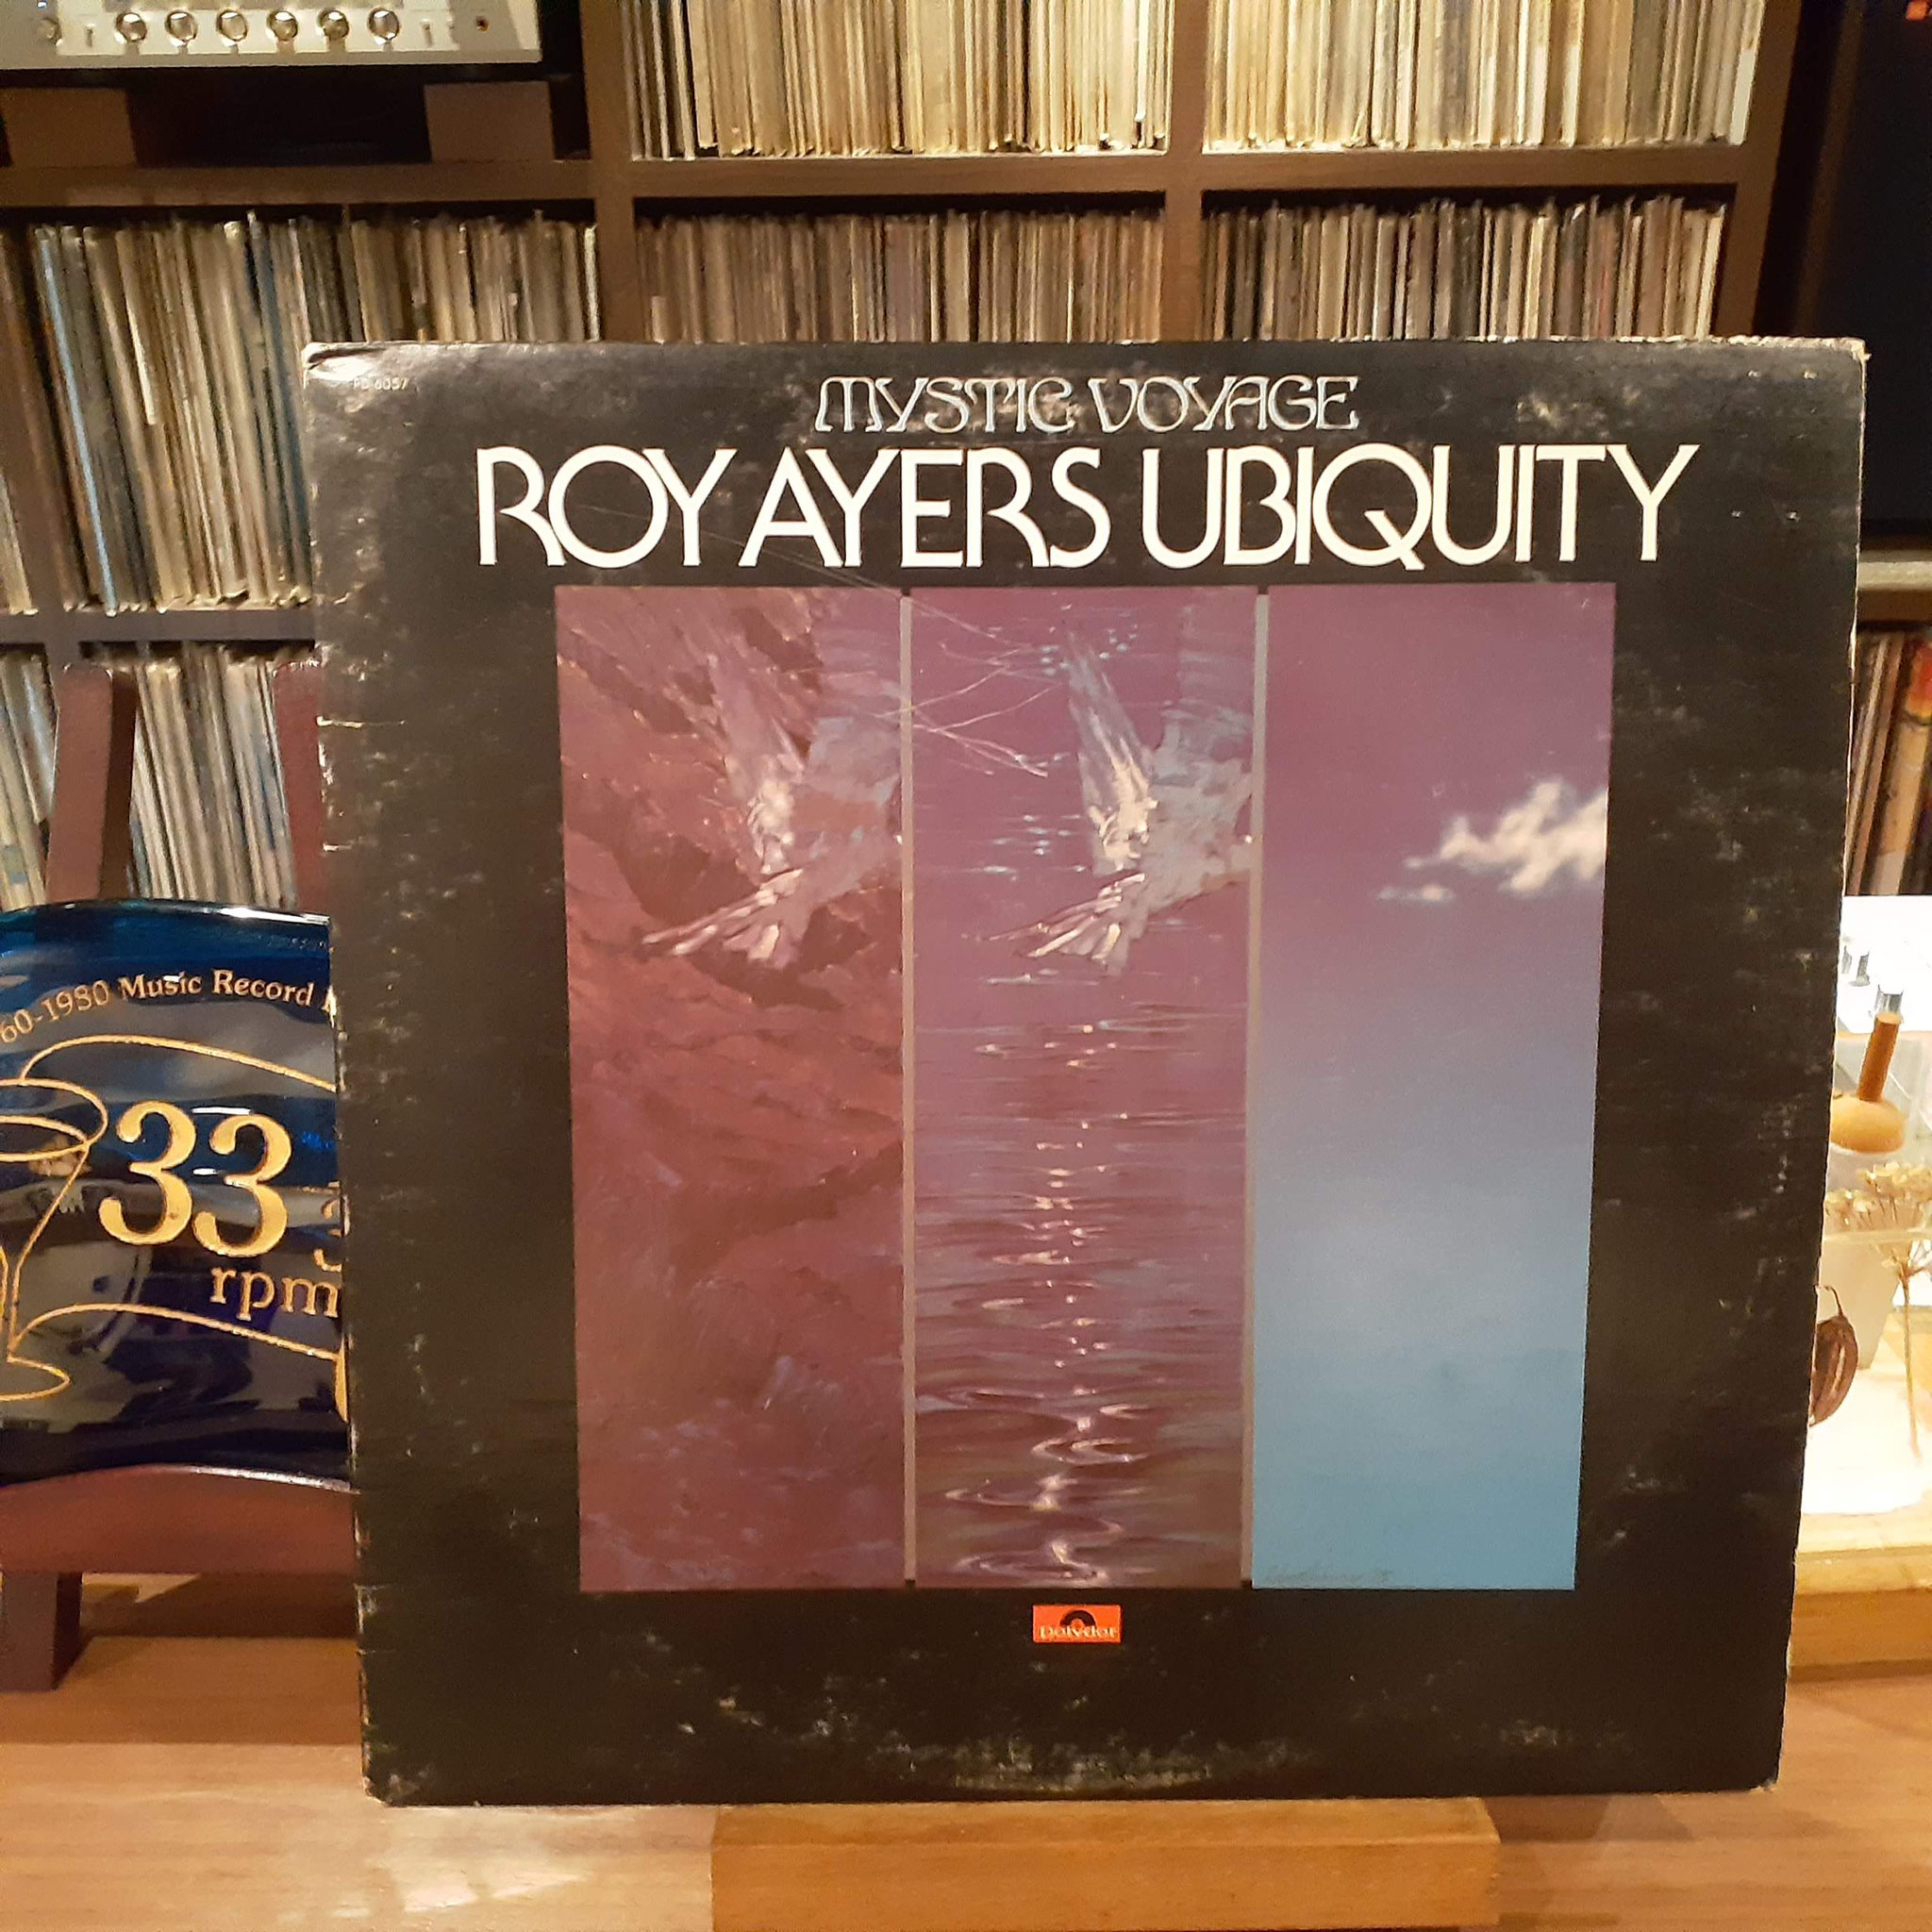 PD 6057
MYSTIC VOYAGE
ROY AYERS UBIQUITY
60-1980 Music Record
33
rpm
polydor